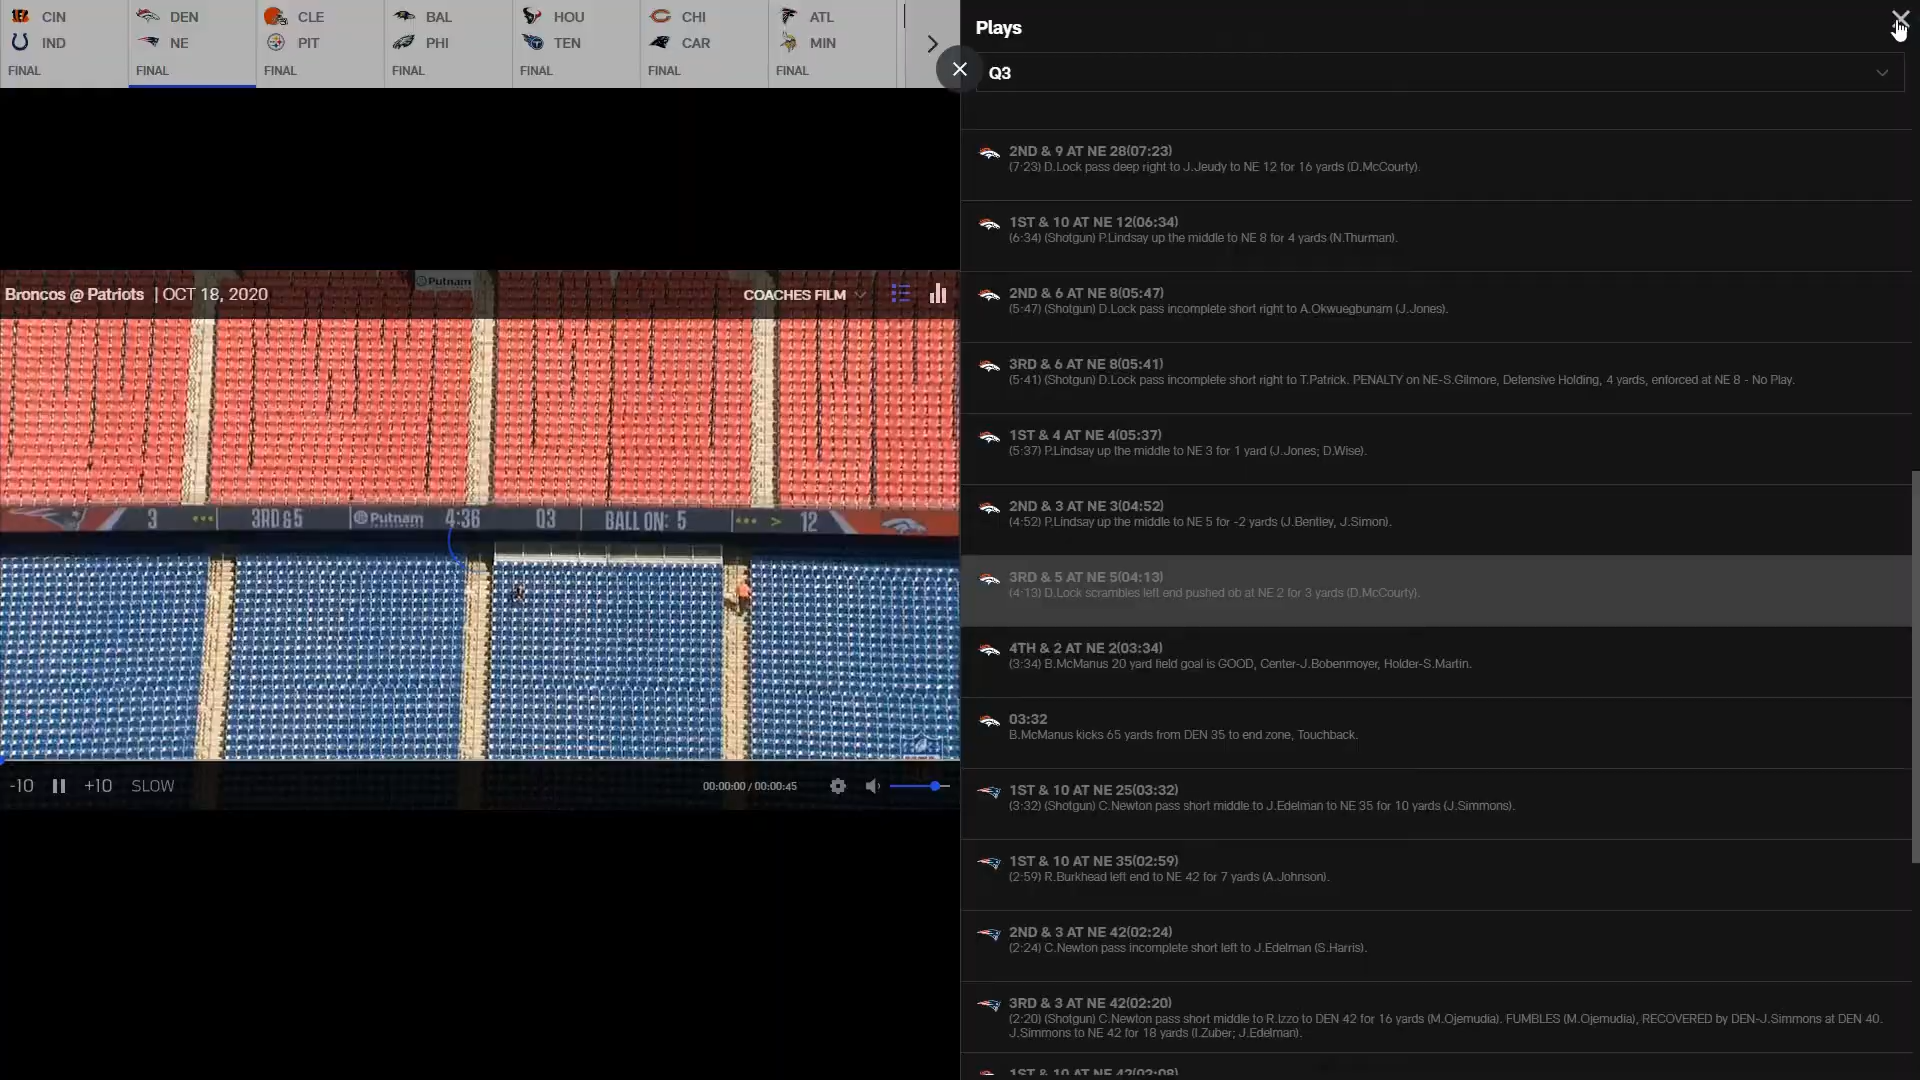 CIN
IND
FINAL
DEN
NE
FINAL
CLE
PIT
FINAL
BAL
PHI
FINAL
HOU
TEN
FINAL
CHI
CAR
FINAL
ATL
MIN
FINAL
Putnam
Broncos @ Patriots | OCT 18, 2020
COACHES FILM
3 3RD & 5 Putnam 4:36 Q3 BALL ON: 5 > 12
-10 +10 SLOW 00:00:00 / 00:00:45
Plays
Q3
2ND & 9 AT NE 28(07:23)
(7:23) D.Lock pass deep right to J.Jeudy to NE 12 for 16 yards (D.McCourty).
1ST & 10 AT NE 12(06:34)
(6:34) (Shotgun) P.Lindsay up the middle to NE 8 for 4 yards (N.Thurman).
2ND & 6 AT NE 8(05:47)
(5:47) (Shotgun) D.Lock pass incomplete short right to A.Okwuegbunam (J.Jones).
3RD & 6 AT NE 8(05:41)
(5:41) (Shotgun) D.Lock pass incomplete short right to T.Patrick. PENALTY on NE-S.Gilmore, Defensive Holding, 4 yards, enforced at NE 8 - No Play.
1ST & 4 AT NE 4(05:37)
(5:37) P.Lindsay up the middle to NE 3 for 1 yard (J.Jones; D.Wise).
2ND & 3 AT NE 3(04:52)
(4:52) P.Lindsay up the middle to NE 5 for -2 yards (J.Bentley, J.Simon).
3RD & 5 AT NE 5(04:13)
(4:13) D.Lock scrambles left end pushed ob at NE 2 for 3 yards (D.McCourty).
4TH & 2 AT NE 2(03:34)
(3:34) B.McManus 20 yard field goal is GOOD, Center-J.Bobenmoyer, Holder-S.Martin.
03:32
B.McManus kicks 65 yards from DEN 35 to end zone, Touchback.
1ST & 10 AT NE 25(03:32)
(3:32) (Shotgun) C.Newton pass short middle to J.Edelman to NE 35 for 10 yards (J.Simmons).
1ST & 10 AT NE 35(02:59)
(2:59) R.Burkhead left end to NE 42 for 7 yards (A.Johnson).
2ND & 3 AT NE 42(02:24)
(2:24) C.Newton pass incomplete short left to J.Edelman (S.Harris).
3RD & 3 AT NE 42(02:20)
(2:20) (Shotgun) C.Newton pass short middle to R.Izzo to DEN 42 for 16 yards (M.Ojemudia). FUMBLES (M.Ojemudia), RECOVERED by DEN-J.Simmons at DEN 40.
J.Simmons to NE 42 for 18 yards (I.Zuber; J.Edelman).
1ST & 10 AT NE 42(02:08)